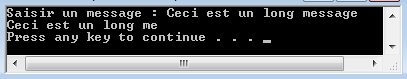 Saisir un message : Ceci est un long message
Ceci est un long me
Press any key to continue . . . _